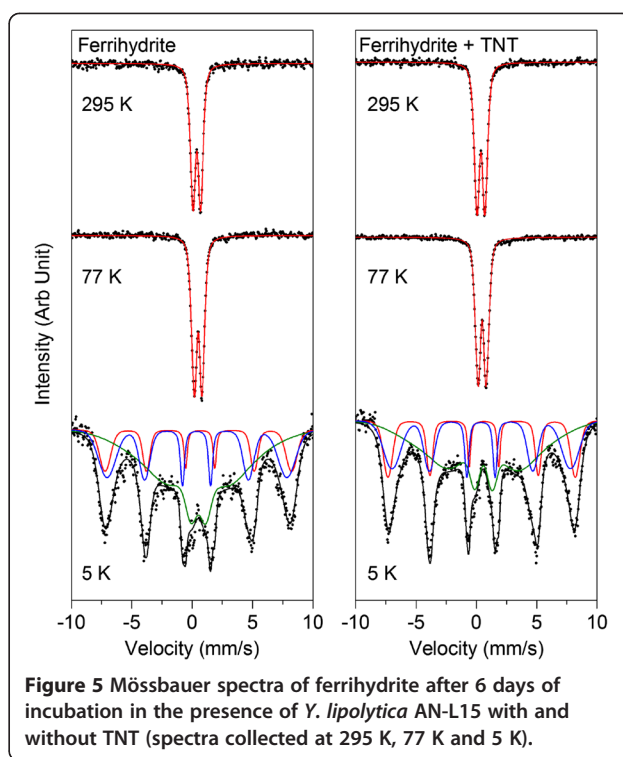 Ferrihydrite
Ferrihydrite + TNT
295 K
295 K
77 K
77 K
5 K
5 K
Intensity (Arb Unit)
-10 -5 0 5 10
-10 -5 0 5 10
Velocity (mm/s)
Velocity (mm/s)
Figure 5 Mössbauer spectra of ferrihydrite after 6 days of
incubation in the presence of Y. lipolytica AN-L15 with and
without TNT (spectra collected at 295 K, 77 K and 5 K).